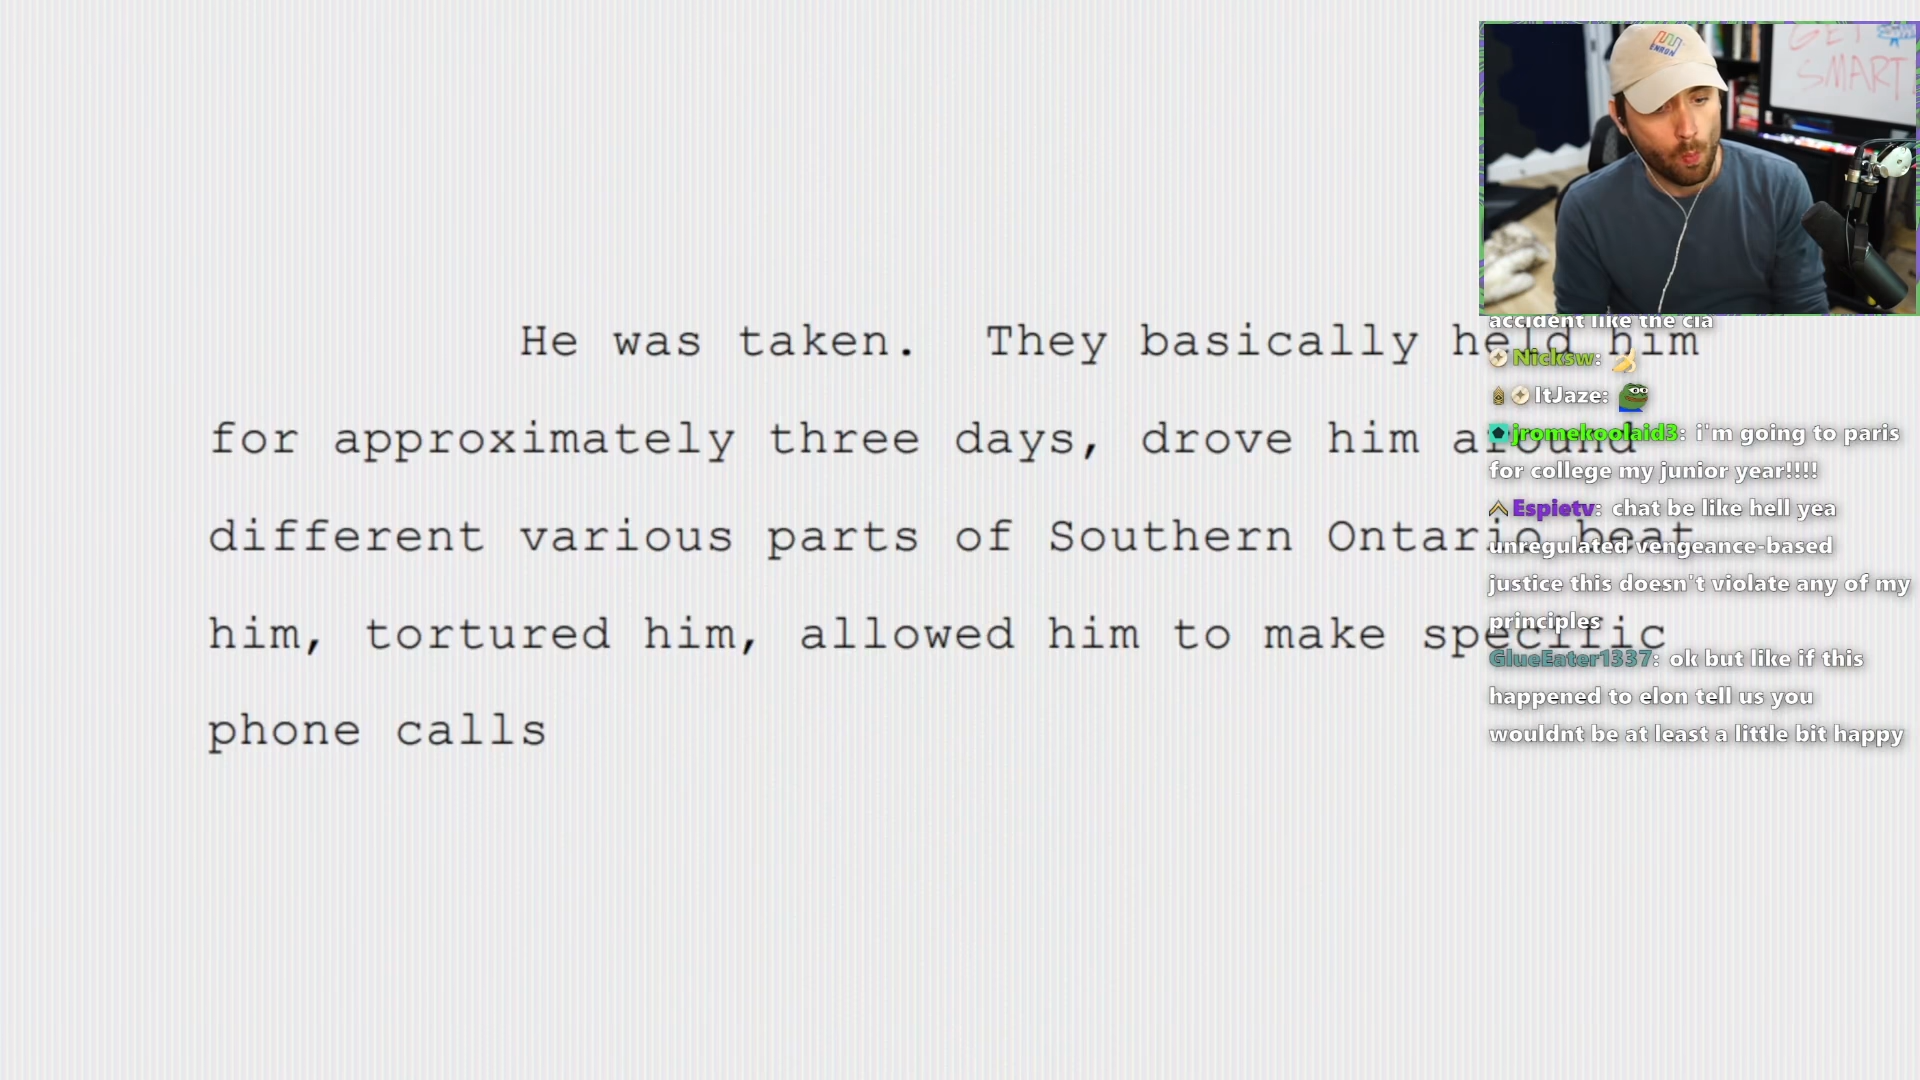 He was taken.  They basically held him
for approximately three days, drove him around
different various parts of Southern Ontario beat
him, tortured him, allowed him to make specific
phone calls
ENRON
GET
SMART
accident like the cia
Nicksw:
ItJaze:
jromekoolaid3: i'm going to paris
for college my junior year!!!!
Espietv: chat be like hell yea
unregulated vengeance-based
justice this doesn't violate any of my
principles
GlueEater1337: ok but like if this
happened to elon tell us you
wouldnt be at least a little bit happy